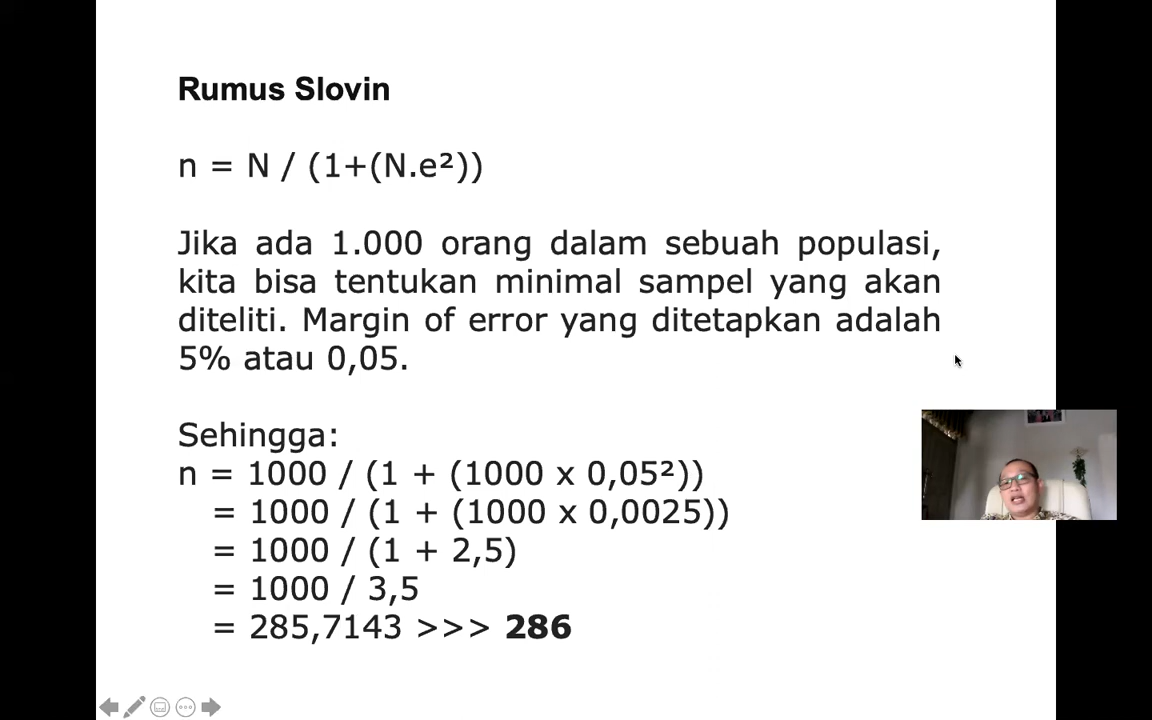 Rumus Slovin
n = N / (1+(N.e²))
Jika ada 1.000 orang dalam sebuah populasi,
kita bisa tentukan minimal sampel yang akan
diteliti. Margin of error yang ditetapkan adalah
5% atau 0,05.
Sehingga:
n = 1000 / (1 + (1000 x 0,05²))
= 1000 / (1 + (1000 x 0,0025))
= 1000 / (1 + 2,5)
= 1000 / 3,5
= 285,7143 >>> 286